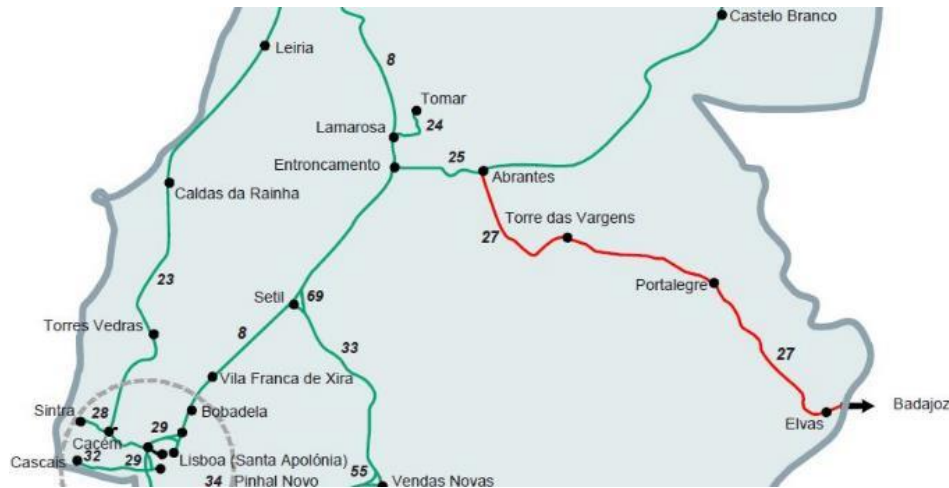 Castelo Branco
Leiria
8
Tomar
Lamarosa
24
Entroncamento
25
Abrantes
Caldas da Rainha
Torre das Vargens
27
23
Portalegre
Setil
69
Torres Vedras
8
33
27
Vila Franca de Xira
Badajoz
Sintra
28
Bobadela
Elvas
29
Cacém
Cascais
32
29
Lisboa (Santa Apolónia)
34
Pinhal Novo
55
Vendas Novas